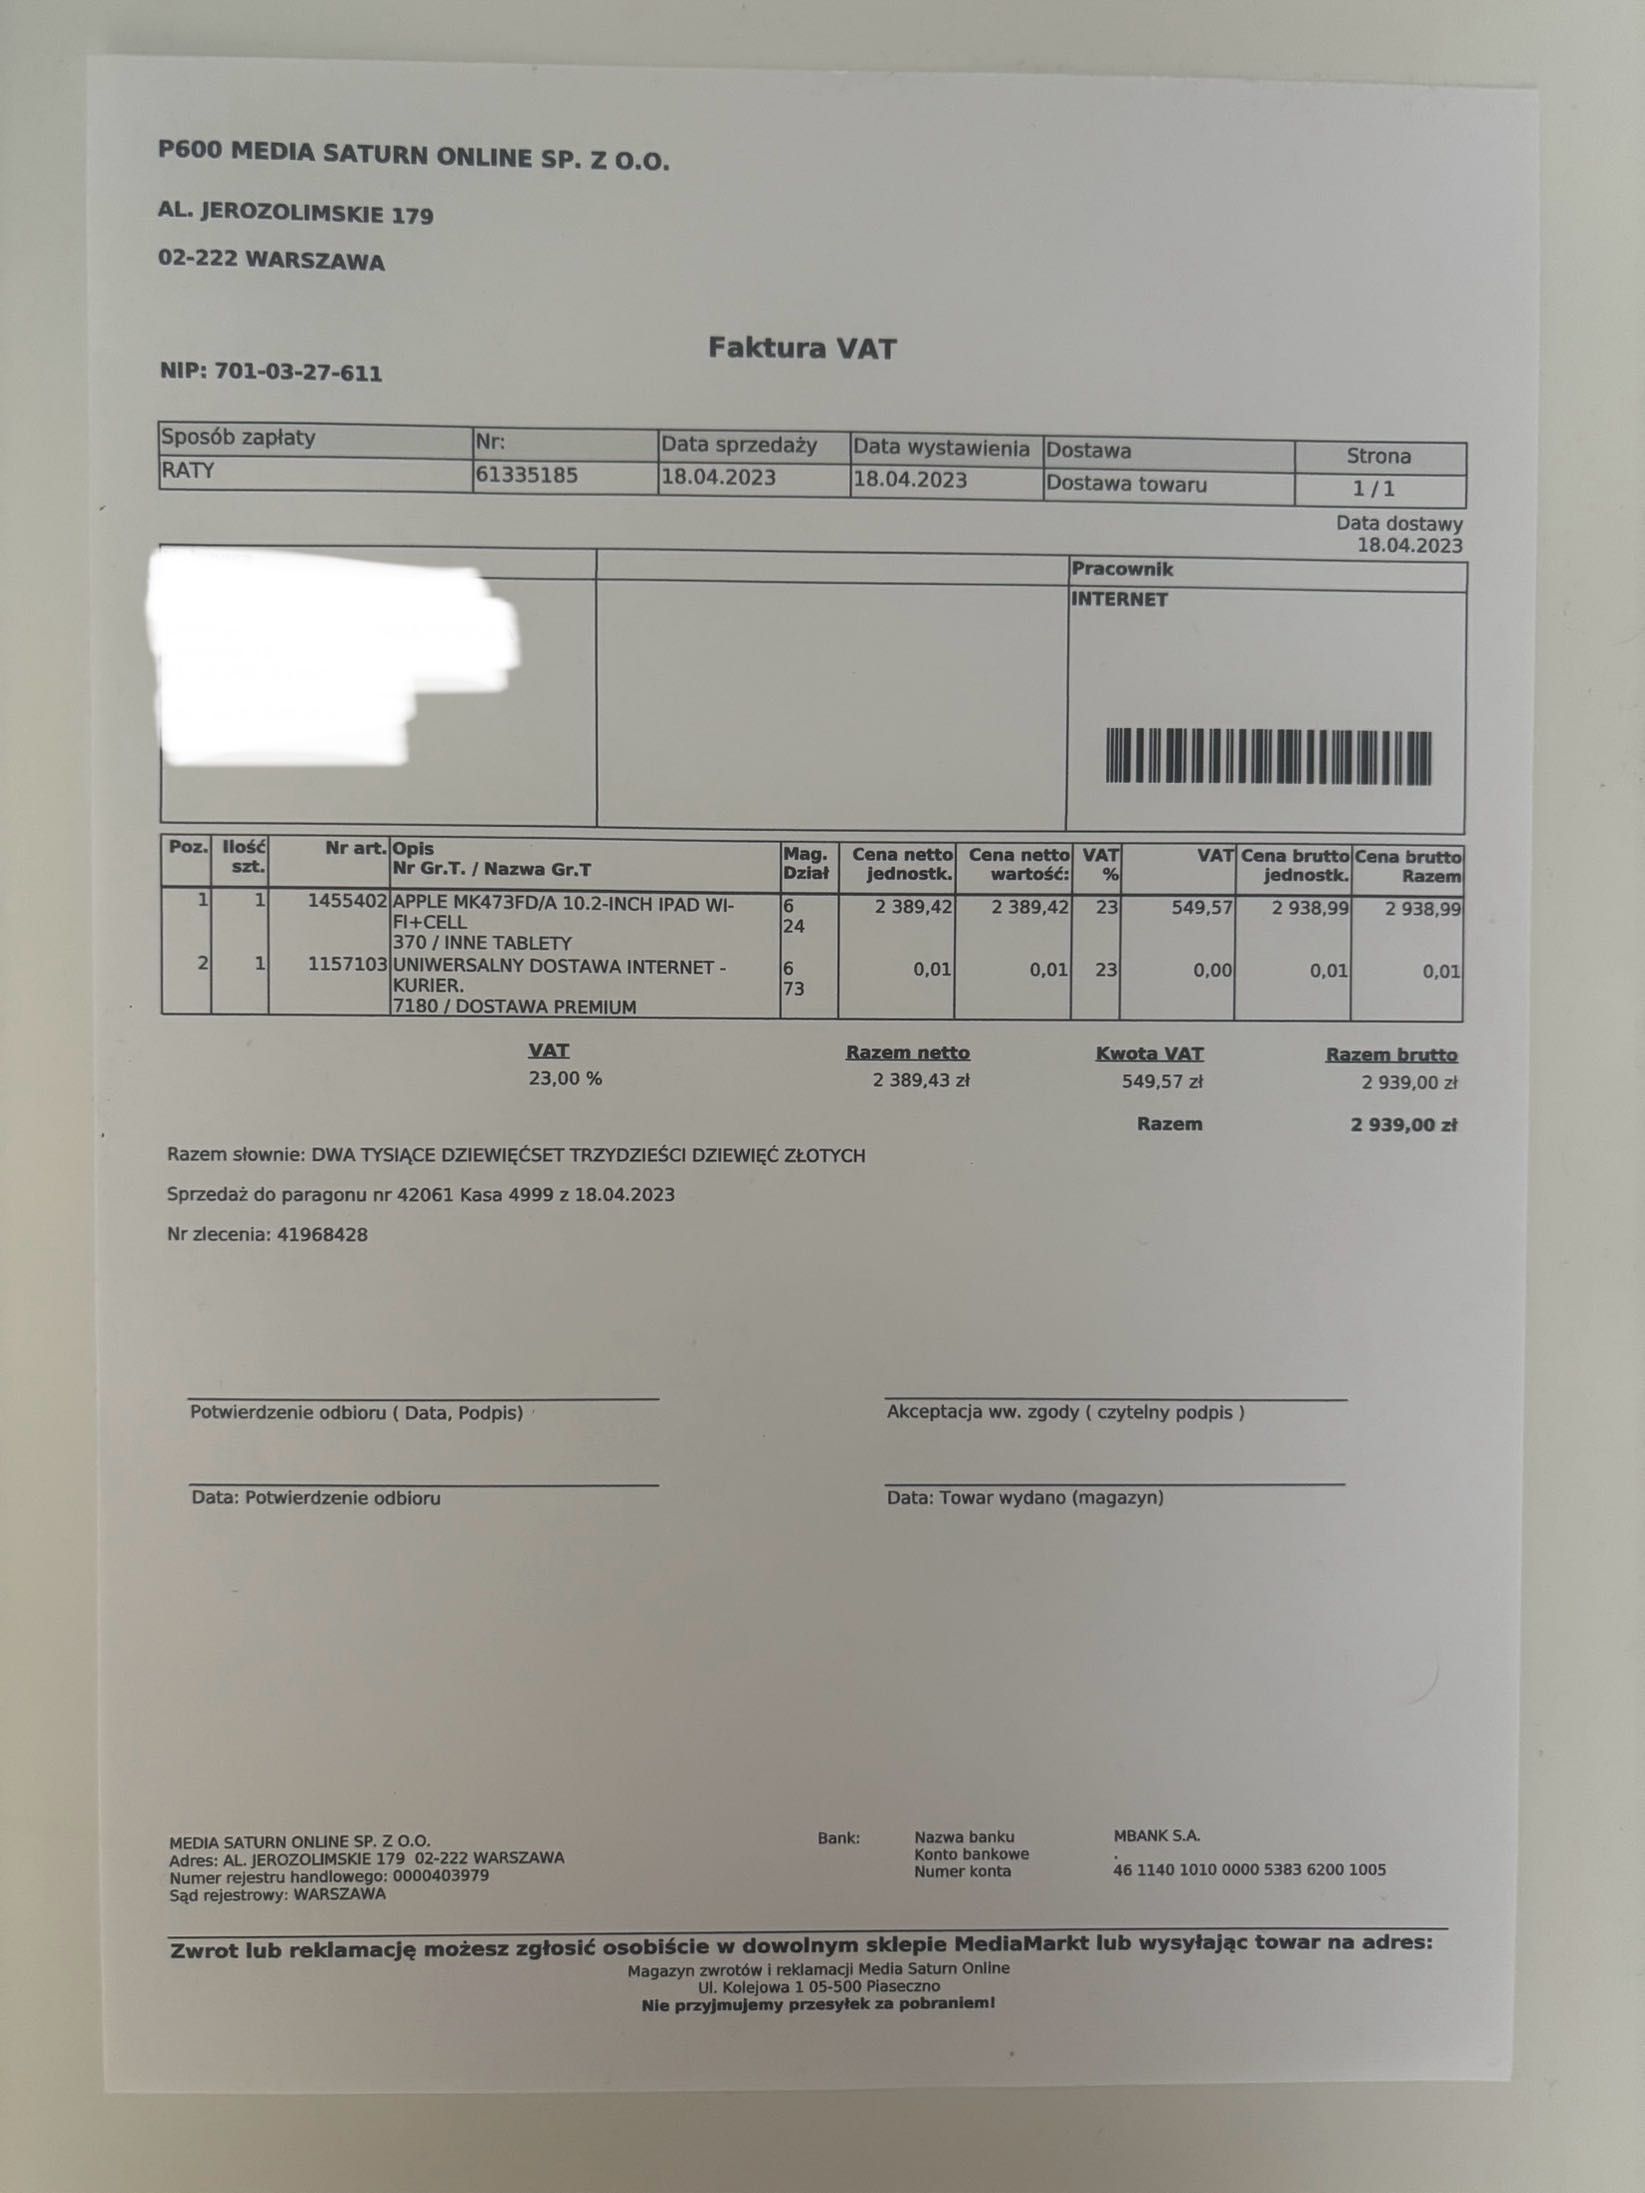 P600 MEDIA SATURN ONLINE SP. Z O.O.
AL. JEROZOLIMSKIE 179
02-222 WARSZAWA
Faktura VAT
NIP: 701-03-27-611
Sposób zapłaty Nr: Data sprzedaży Data wystawienia Dostawa Strona
RATY 61335185 18.04.2023 18.04.2023 Dostawa towaru 1 / 1
Data dostawy
18.04.2023
Pracownik
INTERNET
Poz. Ilość szt. Nr art. Opis Nr Gr.T. / Nazwa Gr.T Mag. Dział Cena netto jednostk. Cena netto wartość: VAT % VAT Cena brutto jednostk. Cena brutto Razem
1 1 1455402 APPLE MK473FD/A 10.2-INCH IPAD WI- 6 2 389,42 2 389,42 23 549,57 2 938,99 2 938,99
FI+CELL 24
370 / INNE TABLETY
2 1 1157103 UNIWERSALNY DOSTAWA INTERNET - 6 0,01 0,01 23 0,00 0,01 0,01
KURIER. 73
7180 / DOSTAWA PREMIUM
VAT Razem netto Kwota VAT Razem brutto
23,00 % 2 389,43 zł 549,57 zł 2 939,00 zł
Razem 2 939,00 zł
Razem słownie: DWA TYSIĄCE DZIEWIĘĆSET TRZYDZIEŚCI DZIEWIĘĆ ZŁOTYCH
Sprzedaż do paragonu nr 42061 Kasa 4999 z 18.04.2023
Nr zlecenia: 41968428
Potwierdzenie odbioru ( Data, Podpis) Akceptacja ww. zgody ( czytelny podpis )
Data: Potwierdzenie odbioru Data: Towar wydano (magazyn)
MEDIA SATURN ONLINE SP. Z O.O. Bank: Nazwa banku MBANK S.A.
Adres: AL. JEROZOLIMSKIE 179 02-222 WARSZAWA Konto bankowe .
Numer rejestru handlowego: 0000403979 Numer konta 46 1140 1010 0000 5383 6200 1005
Sąd rejestrowy: WARSZAWA
Zwrot lub reklamację możesz zgłosić osobiście w dowolnym sklepie MediaMarkt lub wysyłając towar na adres:
Magazyn zwrotów i reklamacji Media Saturn Online
Ul. Kolejowa 1 05-500 Piaseczno
Nie przyjmujemy przesyłek za pobraniem!